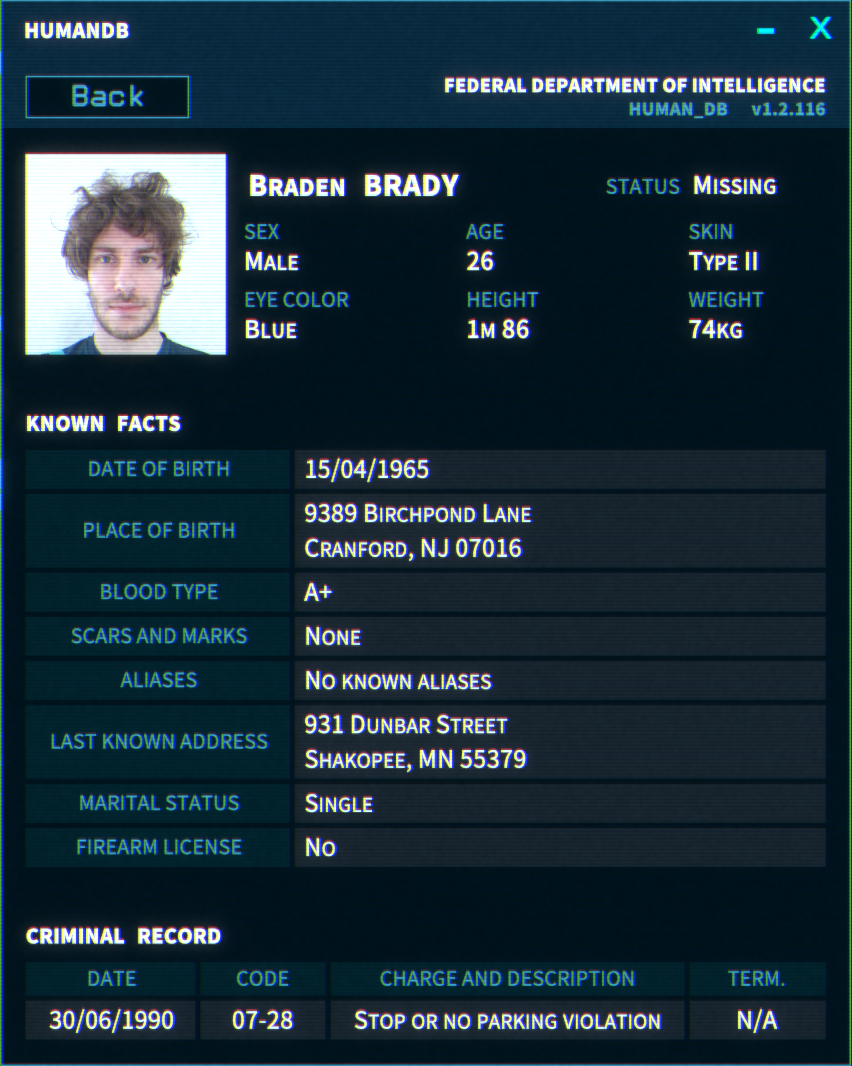 HUMANDB
X
Back
FEDERAL DEPARTMENT OF INTELLIGENCE
HUMAN_DB v1.2.116
BRADEN BRADY STATUS MISSING
SEX AGE SKIN
MALE 26 TYPE II
EYE COLOR HEIGHT WEIGHT
BLUE 1M 86 74KG
KNOWN FACTS
DATE OF BIRTH 15/04/1965
PLACE OF BIRTH 9389 BIRCHPOND LANE
CRANFORD, NJ 07016
BLOOD TYPE A+
SCARS AND MARKS NONE
ALIASES NO KNOWN ALIASES
LAST KNOWN ADDRESS 931 DUNBAR STREET
SHAKOPEE, MN 55379
MARITAL STATUS SINGLE
FIREARM LICENSE NO
CRIMINAL RECORD
DATE CODE CHARGE AND DESCRIPTION TERM.
30/06/1990 07-28 STOP OR NO PARKING VIOLATION N/A